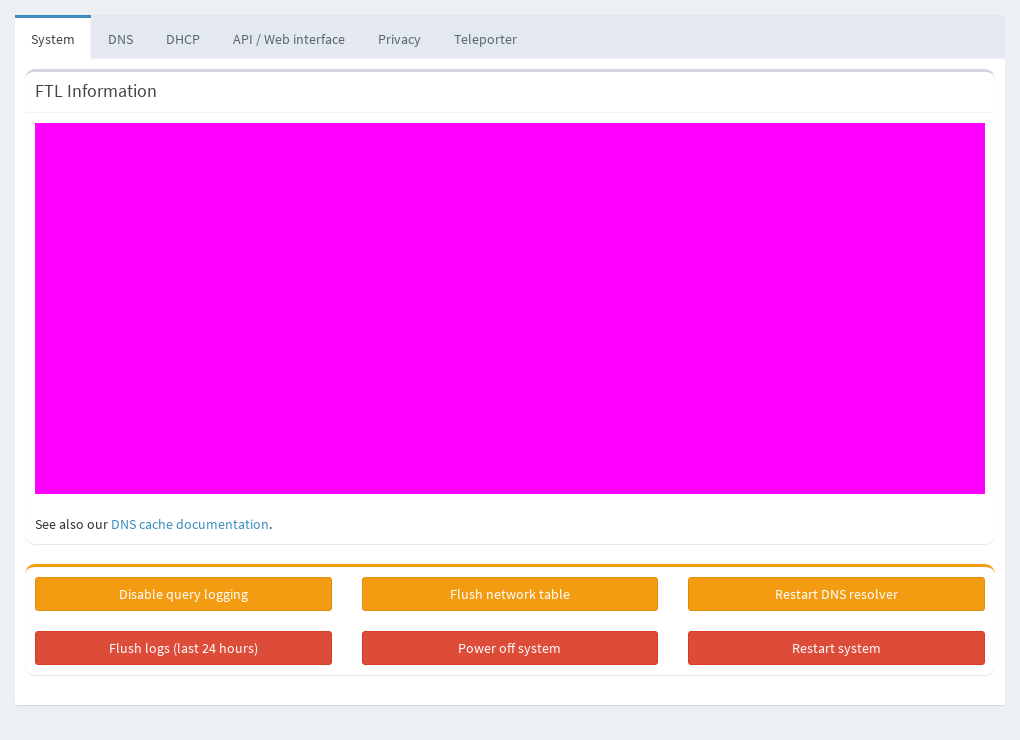 System DNS DHCP API / Web interface Privacy Teleporter
FTL Information
See also our DNS cache documentation.
Disable query logging Flush network table Restart DNS resolver
Flush logs (last 24 hours) Power off system Restart system